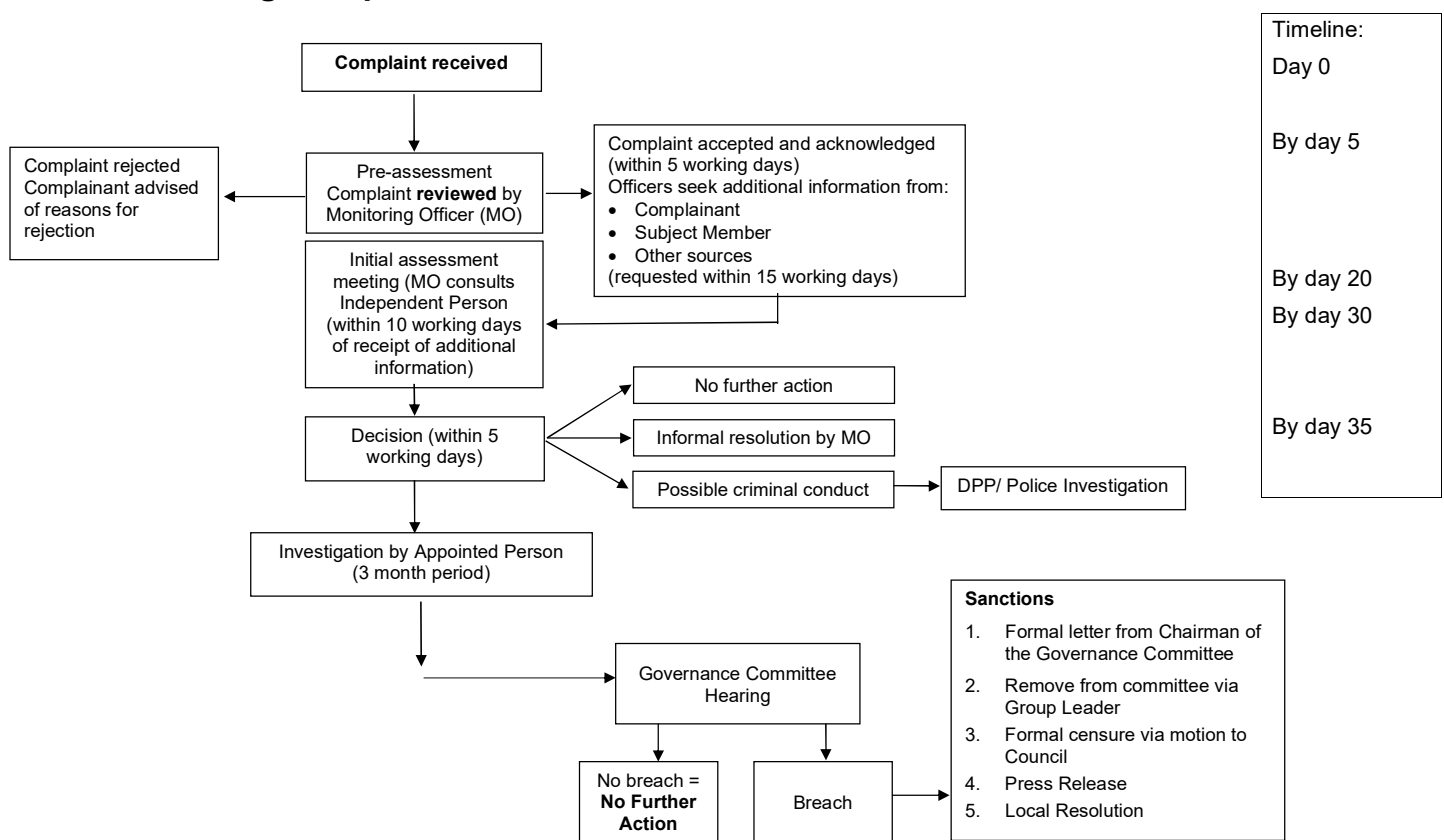 Complaint received
Timeline:
Day 0
By day 5
By day 20
By day 30
By day 35
Complaint rejected
Complainant advised
of reasons for
rejection
Pre-assessment
Complaint reviewed by
Monitoring Officer (MO)
Complaint accepted and acknowledged
(within 5 working days)
Officers seek additional information from:
• Complainant
• Subject Member
• Other sources
(requested within 15 working days)
Initial assessment
meeting (MO consults
Independent Person
(within 10 working days
of receipt of additional
information)
Decision (within 5
working days)
No further action
Informal resolution by MO
Possible criminal conduct
DPP/ Police Investigation
Investigation by Appointed Person
(3 month period)
Governance Committee
Hearing
No breach =
No Further
Action
Breach
Sanctions
1. Formal letter from Chairman of
the Governance Committee
2. Remove from committee via
Group Leader
3. Formal censure via motion to
Council
4. Press Release
5. Local Resolution